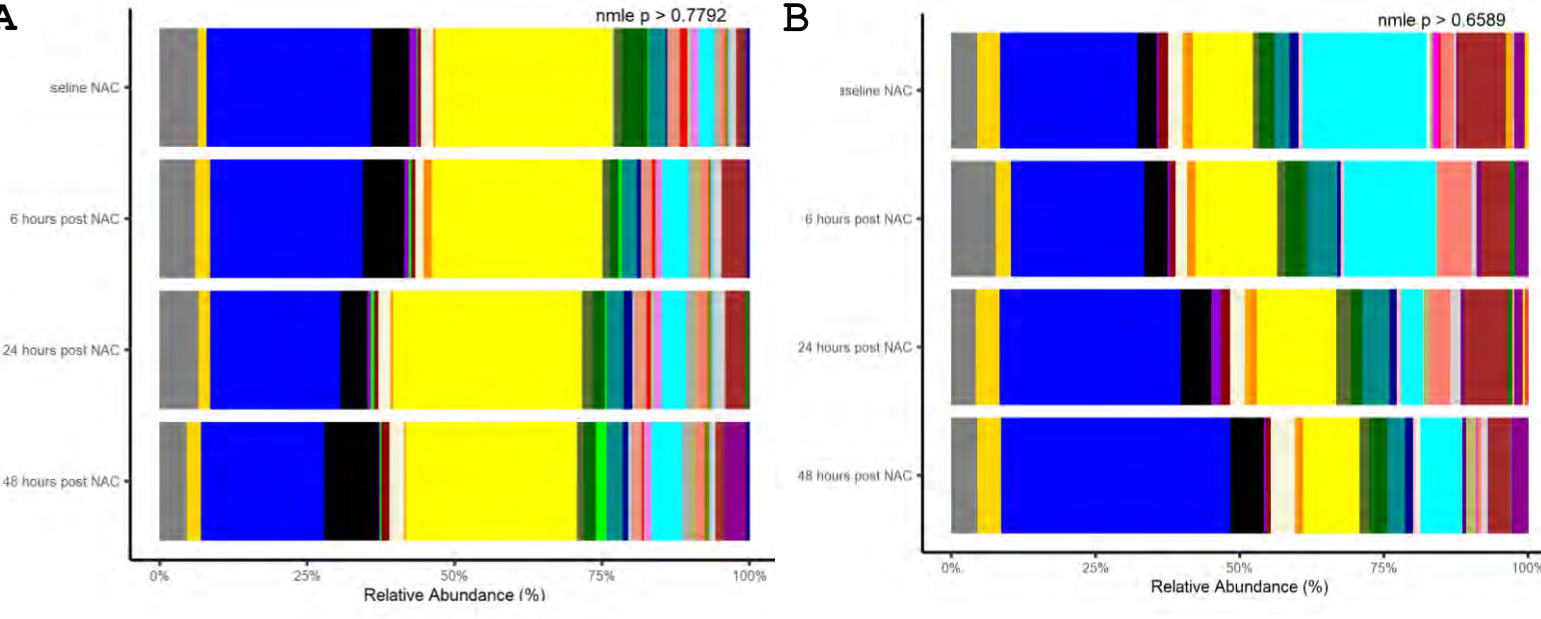 A
nmle p > 0.7792
seline NAC
6 hours post NAC
24 hours post NAC
48 hours post NAC
0% 25% 50% 75% 100%
Relative Abundance (%)
B
nmle p > 0.6589
aseline NAC
6 hours post NAC
24 hours post NAC
48 hours post NAC
0% 25% 50% 75% 100%
Relative Abundance (%)